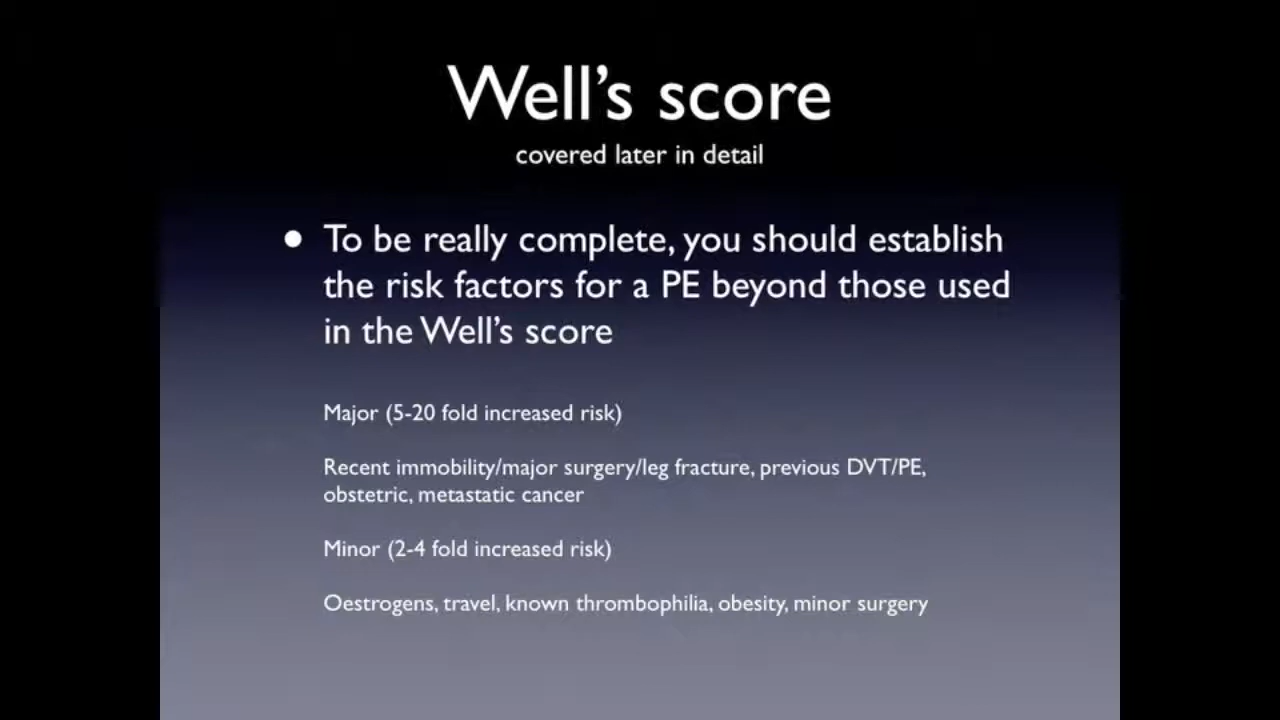 Well’s score
covered later in detail
● To be really complete, you should establish
the risk factors for a PE beyond those used
in the Well’s score
Major (5-20 fold increased risk)
Recent immobility/major surgery/leg fracture, previous DVT/PE,
obstetric, metastatic cancer
Minor (2-4 fold increased risk)
Oestrogens, travel, known thrombophilia, obesity, minor surgery